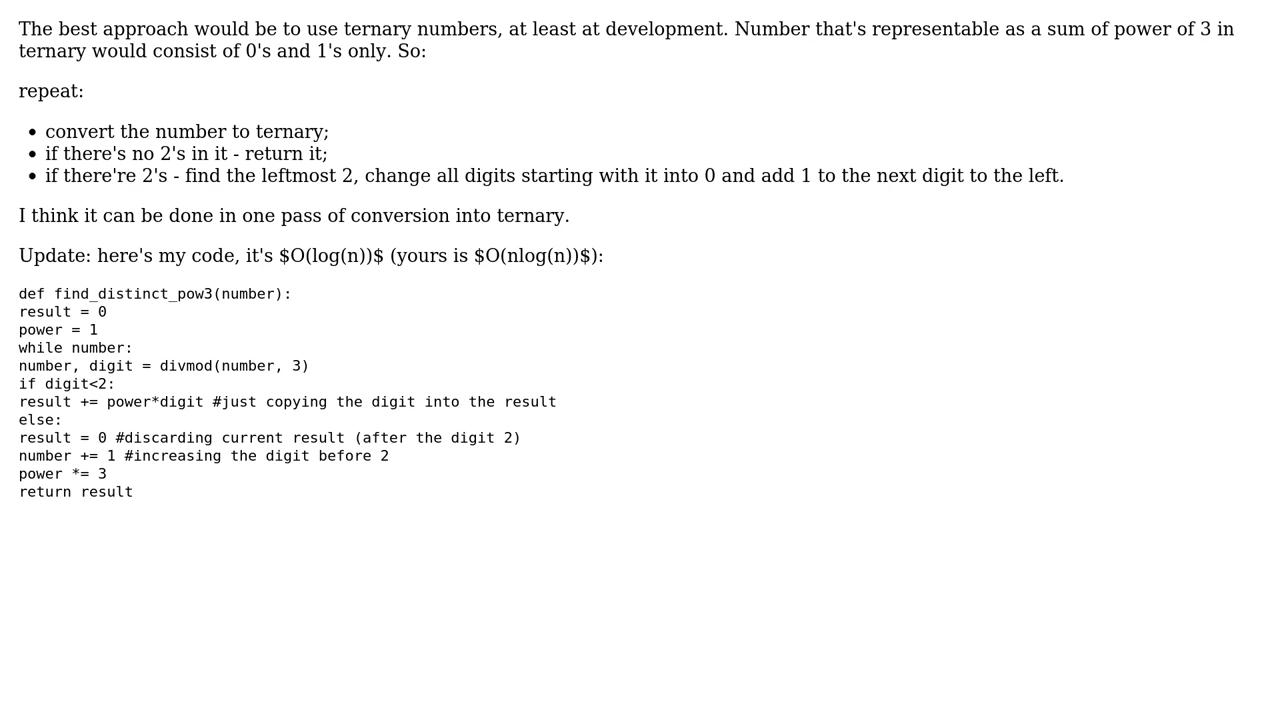 The best approach would be to use ternary numbers, at least at development. Number that's representable as a sum of power of 3 in
ternary would consist of 0's and 1's only. So:
repeat:
• convert the number to ternary;
• if there's no 2's in it - return it;
• if there're 2's - find the leftmost 2, change all digits starting with it into 0 and add 1 to the next digit to the left.
I think it can be done in one pass of conversion into ternary.
Update: here's my code, it's $O(log(n))$ (yours is $O(nlog(n))$):
def find_distinct_pow3(number):
result = 0
power = 1
while number:
number, digit = divmod(number, 3)
if digit<2:
result += power*digit #just copying the digit into the result
else:
result = 0 #discarding current result (after the digit 2)
number += 1 #increasing the digit before 2
power *= 3
return result